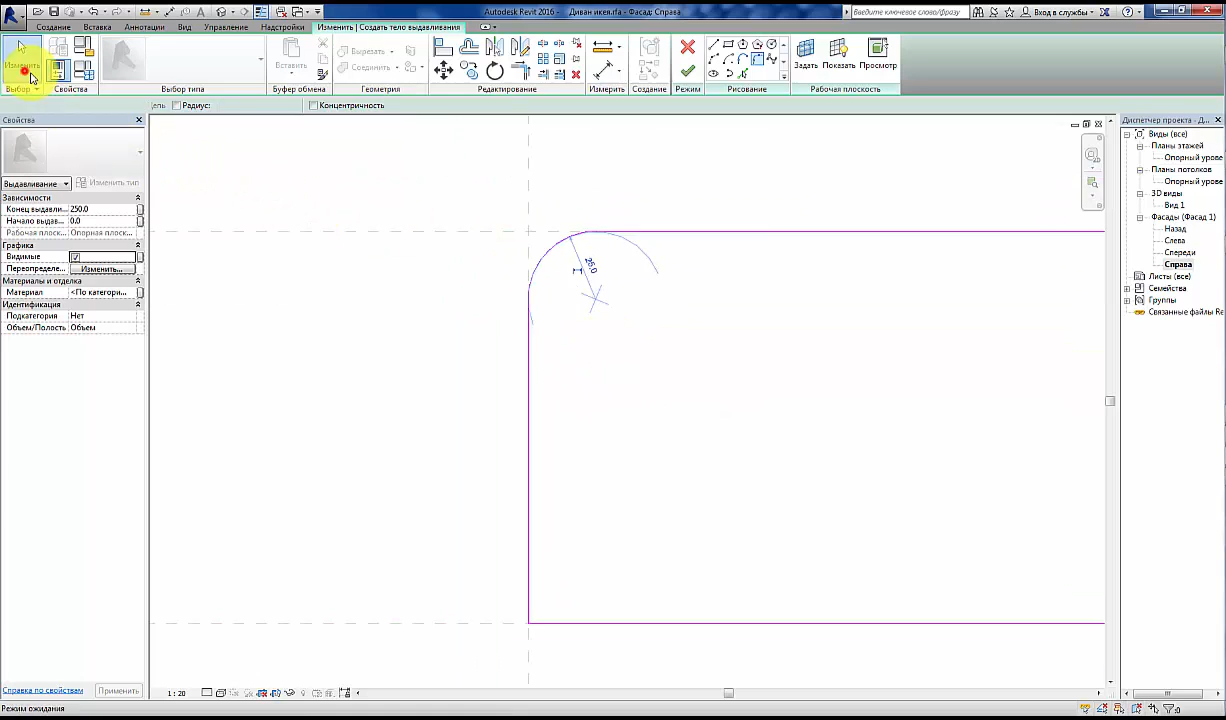 Autodesk Revit 2016 - Диван икея.rfa - Фасад: Справа
Введите ключевое слово/фразу
Вход в службы
Создание Вставка Аннотации Вид Управление Надстройки Изменить | Создать тело выдавливания
Изменить
Вставить
Вырезать
Соединить
Задать Показать Просмотр
Выбор Свойства Выбор типа Буфер обмена Геометрия Редактирование Измерить Создание Режим Рисование Рабочая плоскость
епь Радиус: Концентричность
Свойства
Выдавливание Изменить тип
Зависимости
Конец выдавли... 250.0
Начало выдав... 0.0
Рабочая плоск... Опорная плоск...
Графика
Видимые
Переопределе... Изменить...
Материалы и отделка
Материал <По категори...
Идентификация
Подкатегория Нет
Объем/Полость Объем
Справка по свойствам Применить
25.0
Диспетчер проекта - Д...
Виды (все)
Планы этажей
Опорный урове
Планы потолков
Опорный урове
3D виды
Вид 1
Фасады (Фасад 1)
Назад
Слева
Спереди
Справа
Листы (все)
Семейства
Группы
Связанные файлы Re
1 : 20
Режим ожидания
:0